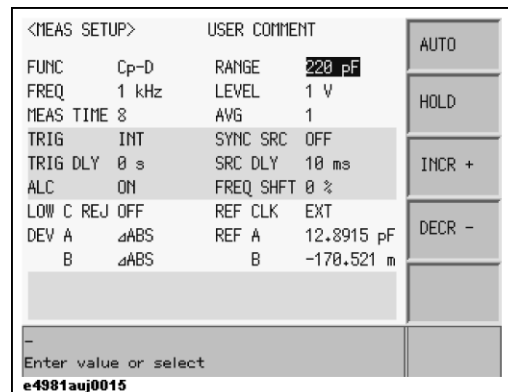 <MEAS SETUP> USER COMMENT
FUNC Cp-D RANGE 220 pF
FREQ 1 kHz LEVEL 1 V
MEAS TIME 8 AVG 1
TRIG INT SYNC SRC OFF
TRIG DLY 0 s SRC DLY 10 ms
ALC ON FREQ SHFT 0 %
LOW C REJ OFF REF CLK EXT
DEV A ⊿ABS REF A 12.8915 pF
B ⊿ABS B -170.521 m
AUTO
HOLD
INCR +
DECR -
–
Enter value or select
e4981auj0015